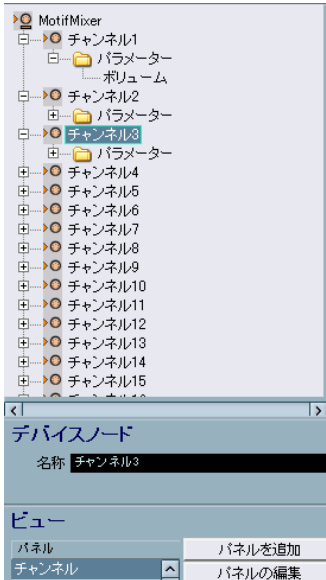 MotifMixer
チャンネル1
パラメーター
ボリューム
チャンネル2
パラメーター
チャンネル3
パラメーター
チャンネル4
チャンネル5
チャンネル6
チャンネル7
チャンネル8
チャンネル9
チャンネル10
チャンネル11
チャンネル12
チャンネル13
チャンネル14
チャンネル15
デバイスノード
名称 チャンネル3
ビュー
パネル パネルを追加
チャンネル パネルの編集